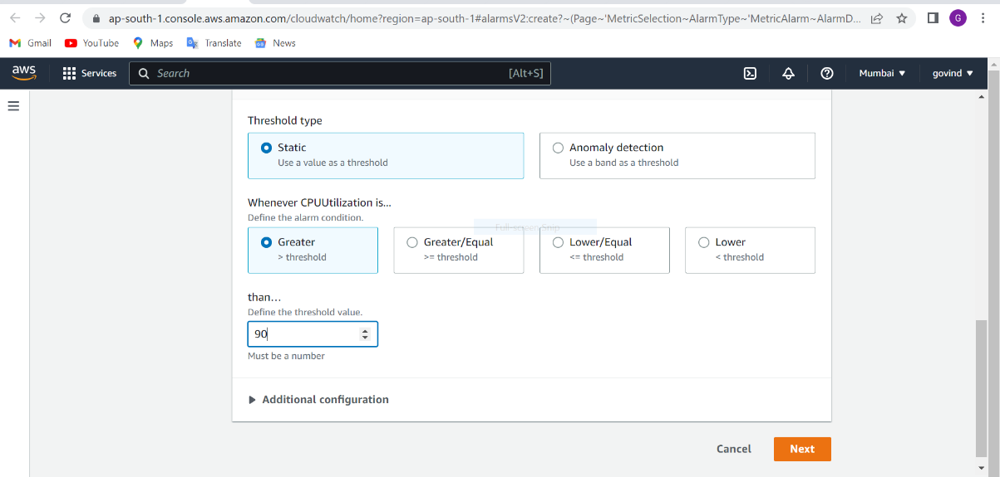 ap-south-1.console.aws.amazon.com/cloudwatch/home?region=ap-south-1#alarmsV2:create?~(Page~'MetricSelection~AlarmType~'MetricAlarm~AlarmD...
G
Gmail YouTube Maps Translate News
aws Services Search [Alt+S] Mumbai ▼ govind ▼
Threshold type
Static Anomaly detection
Use a value as a threshold Use a band as a threshold
Whenever CPUUtilization is...
Define the alarm condition.
Full-screen Snip
Greater Greater/Equal Lower/Equal Lower
> threshold >= threshold <= threshold < threshold
than...
Define the threshold value.
90
Must be a number
Additional configuration
Cancel Next